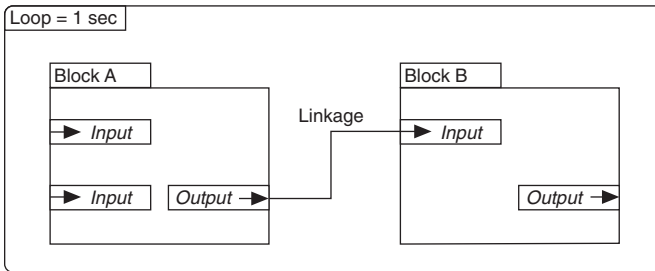 Loop = 1 sec
Block A
Block B
Linkage
Input
Input
Input
Output
Output